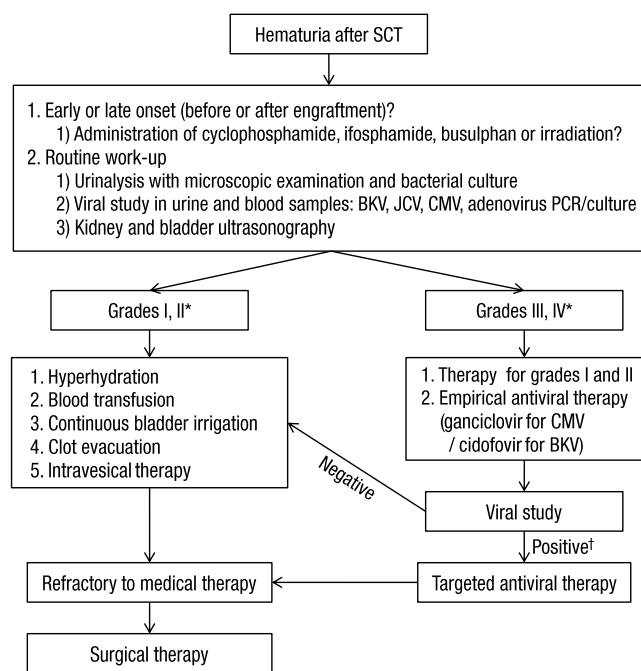 Hematuria after SCT
1. Early or late onset (before or after engraftment)?
1) Administration of cyclophosphamide, ifosphamide, busulphan or irradiation?
2. Routine work-up
1) Urinalysis with microscopic examination and bacterial culture
2) Viral study in urine and blood samples: BKV, JCV, CMV, adenovirus PCR/culture
3) Kidney and bladder ultrasonography
Grades I, II*
Grades III, IV*
1. Hyperhydration
2. Blood transfusion
3. Continuous bladder irrigation
4. Clot evacuation
5. Intravesical therapy
1. Therapy for grades I and II
2. Empirical antiviral therapy
(ganciclovir for CMV
/ cidofovir for BKV)
Negative
Viral study
Positive†
Refractory to medical therapy
Targeted antiviral therapy
Surgical therapy